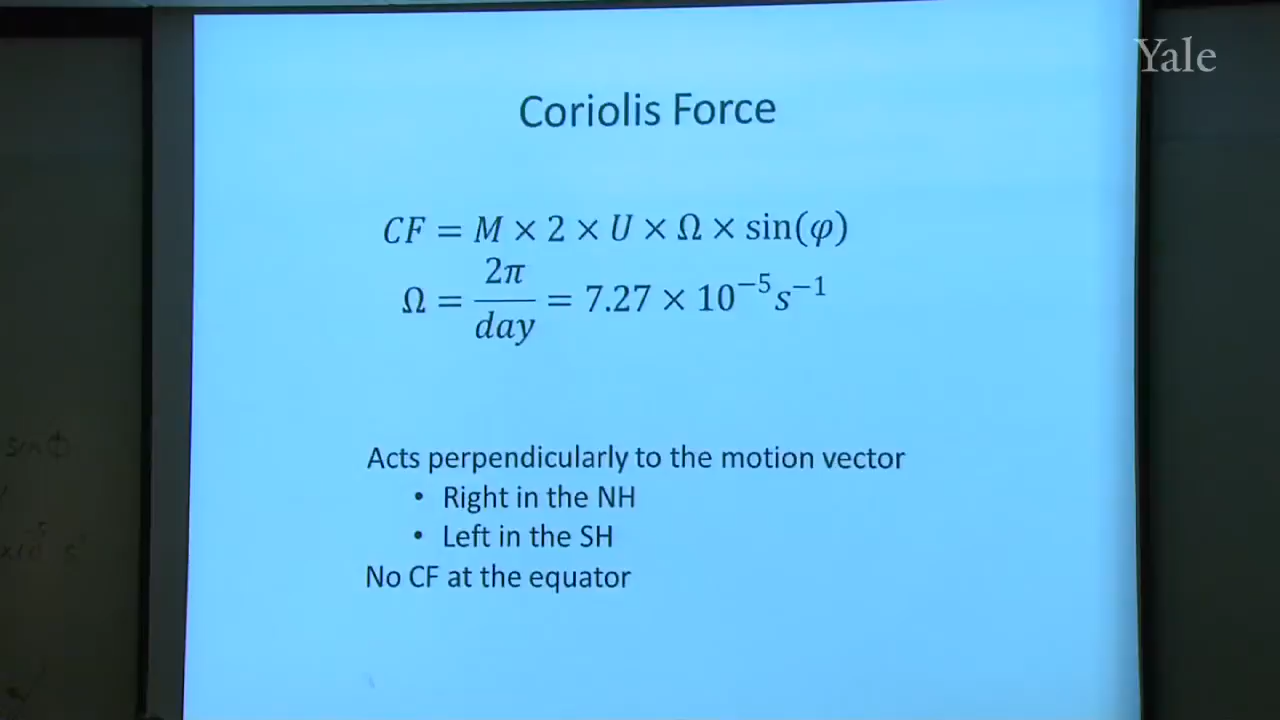 Yale
Coriolis Force
CF = M × 2 × U × Ω × sin(φ)
Ω = 2π/day = 7.27 × 10⁻⁵ s⁻¹
Acts perpendicularly to the motion vector
• Right in the NH
• Left in the SH
No CF at the equator